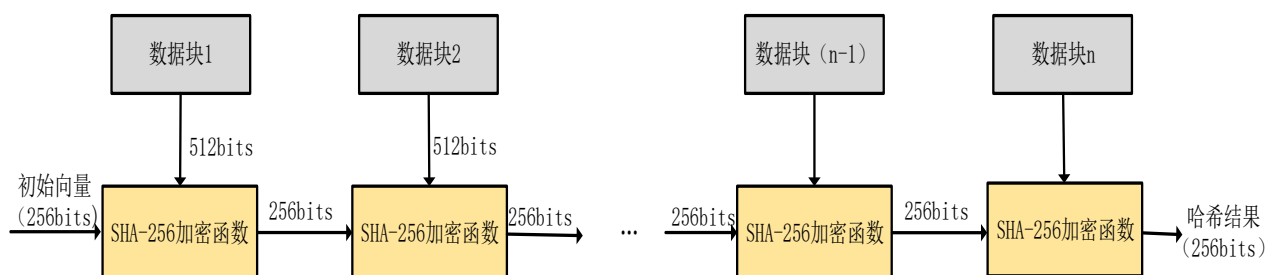 数据块1
数据块2
数据块（n-1）
数据块n
512bits
512bits
初始向量
（256bits）
SHA-256加密函数
256bits
SHA-256加密函数
256bits
...
256bits
SHA-256加密函数
256bits
SHA-256加密函数
哈希结果
（256bits）